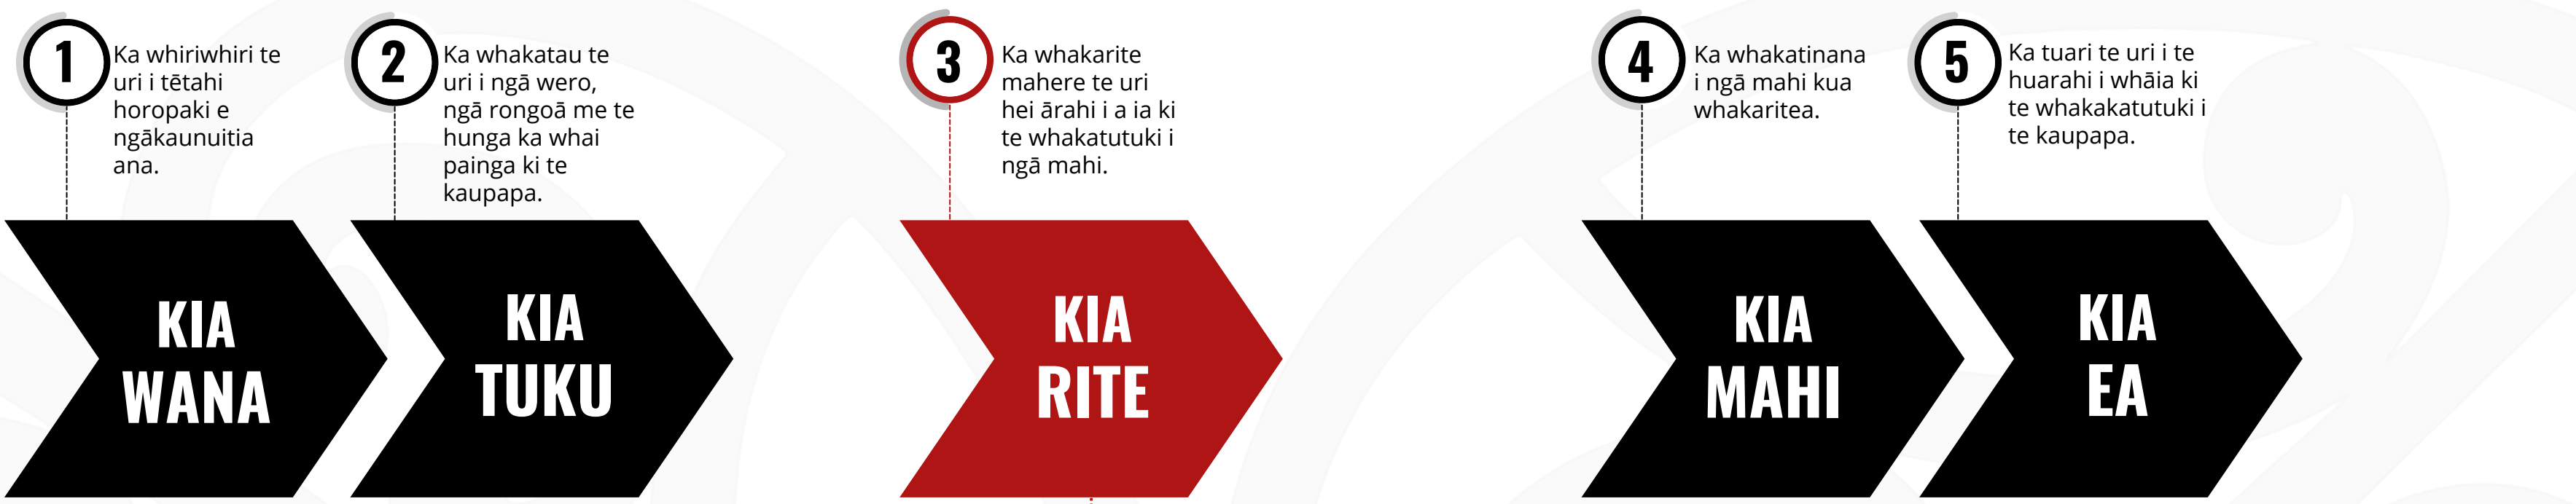 1
Ka whiriwhiri te
uri i tētahi
horopaki e
ngākaunuitia
ana.
KIA
WANA
2
Ka whakatau te
uri i ngā wero,
ngā rongoā me te
hunga ka whai
painga ki te
kaupapa.
KIA
TUKU
3
Ka whakarite
mahere te uri
hei ārahi i a ia ki
te whakatutuki i
ngā mahi.
KIA
RITE
4
Ka whakatinana
i ngā mahi kua
whakaritea.
KIA
MAHI
5
Ka tuari te uri i te
huarahi i whāia ki
te whakakatutuki i
te kaupapa.
KIA
EA